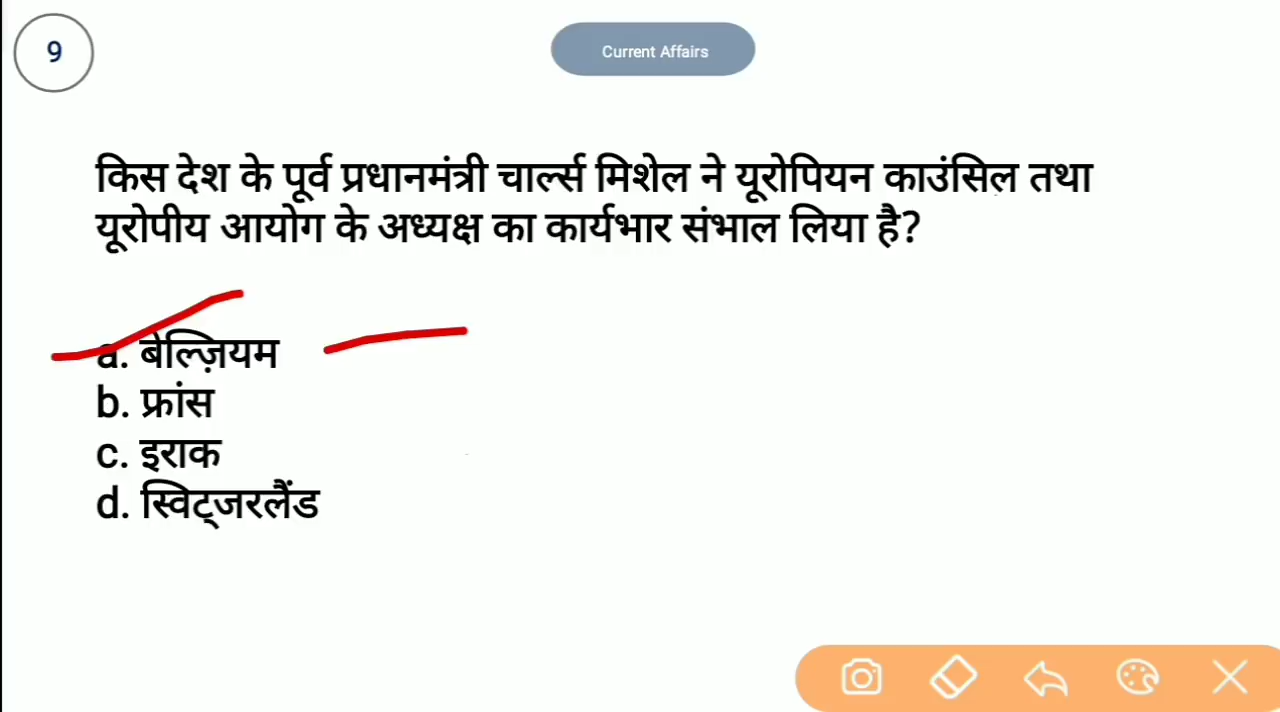 9
Current Affairs
किस देश के पूर्व प्रधानमंत्री चार्ल्स मिशेल ने यूरोपियन काउंसिल तथा
यूरोपीय आयोग के अध्यक्ष का कार्यभार संभाल लिया है?
a. बेल्ज़ियम
b. फ्रांस
c. इराक
d. स्विट्जरलैंड